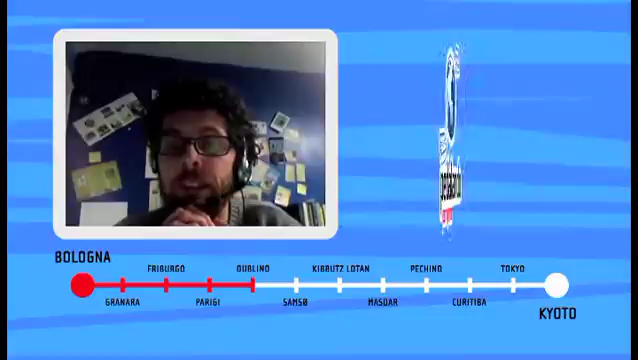 BOLOGNA
FRIBURGO
DUBLINO
KIBBUTZ LOTAN
PECHINO
TOKYO
GRANARA
PARIGI
SAMSØ
MASDAR
CURITIBA
KYOTO